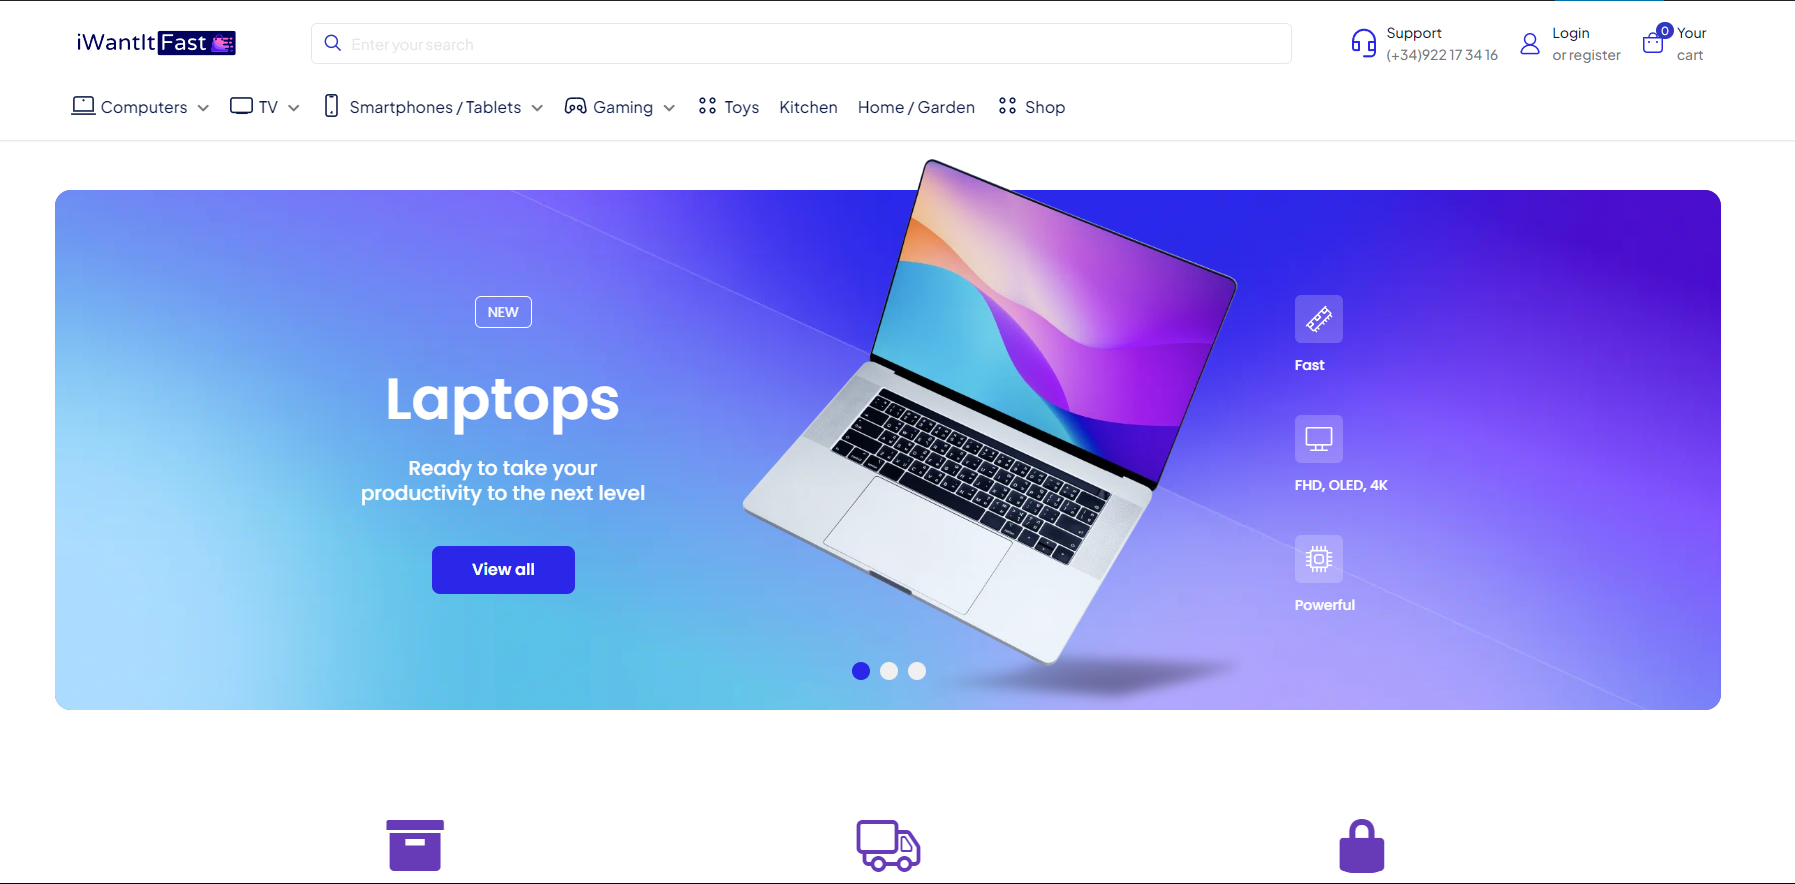 iWantItFast
Enter your search
Support
(+34)922 17 34 16
Login
or register
0
Your
cart
Computers
TV
Smartphones / Tablets
Gaming
Toys
Kitchen
Home / Garden
Shop
NEW
Laptops
Ready to take your
productivity to the next level
View all
Fast
FHD, OLED, 4K
Powerful